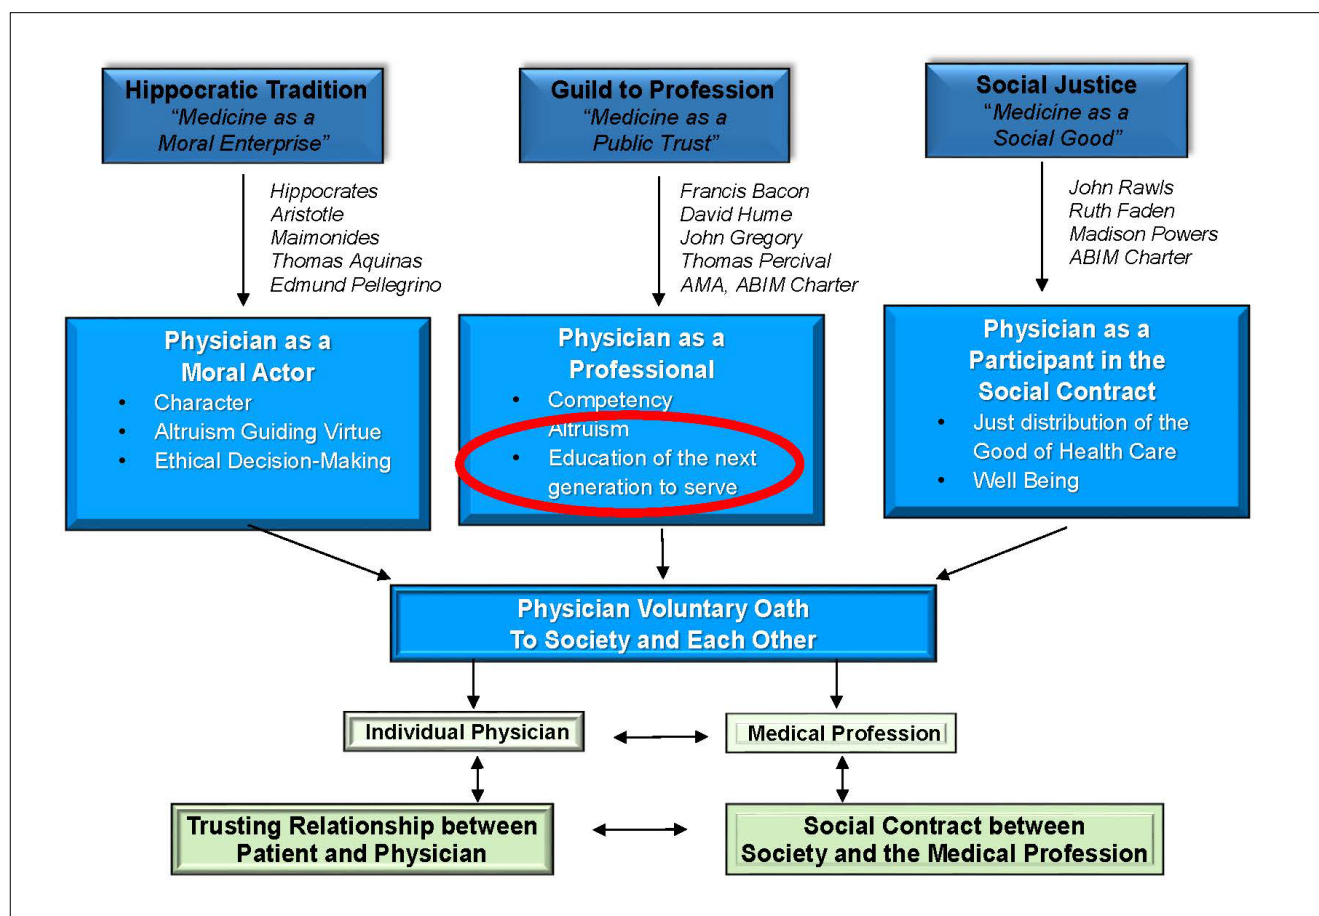 Hippocratic Tradition
“Medicine as a
Moral Enterprise”
Guild to Profession
“Medicine as a
Public Trust”
Social Justice
“Medicine as a
Social Good”
Hippocrates
Aristotle
Maimonides
Thomas Aquinas
Edmund Pellegrino
Francis Bacon
David Hume
John Gregory
Thomas Percival
AMA, ABIM Charter
John Rawls
Ruth Faden
Madison Powers
ABIM Charter
Physician as a
Moral Actor
• Character
• Altruism Guiding Virtue
• Ethical Decision-Making
Physician as a
Professional
• Competency
Altruism
• Education of the next
generation to serve
Physician as a
Participant in the
Social Contract
• Just distribution of the
Good of Health Care
• Well Being
Physician Voluntary Oath
To Society and Each Other
Individual Physician
Medical Profession
Trusting Relationship between
Patient and Physician
Social Contract between
Society and the Medical Profession